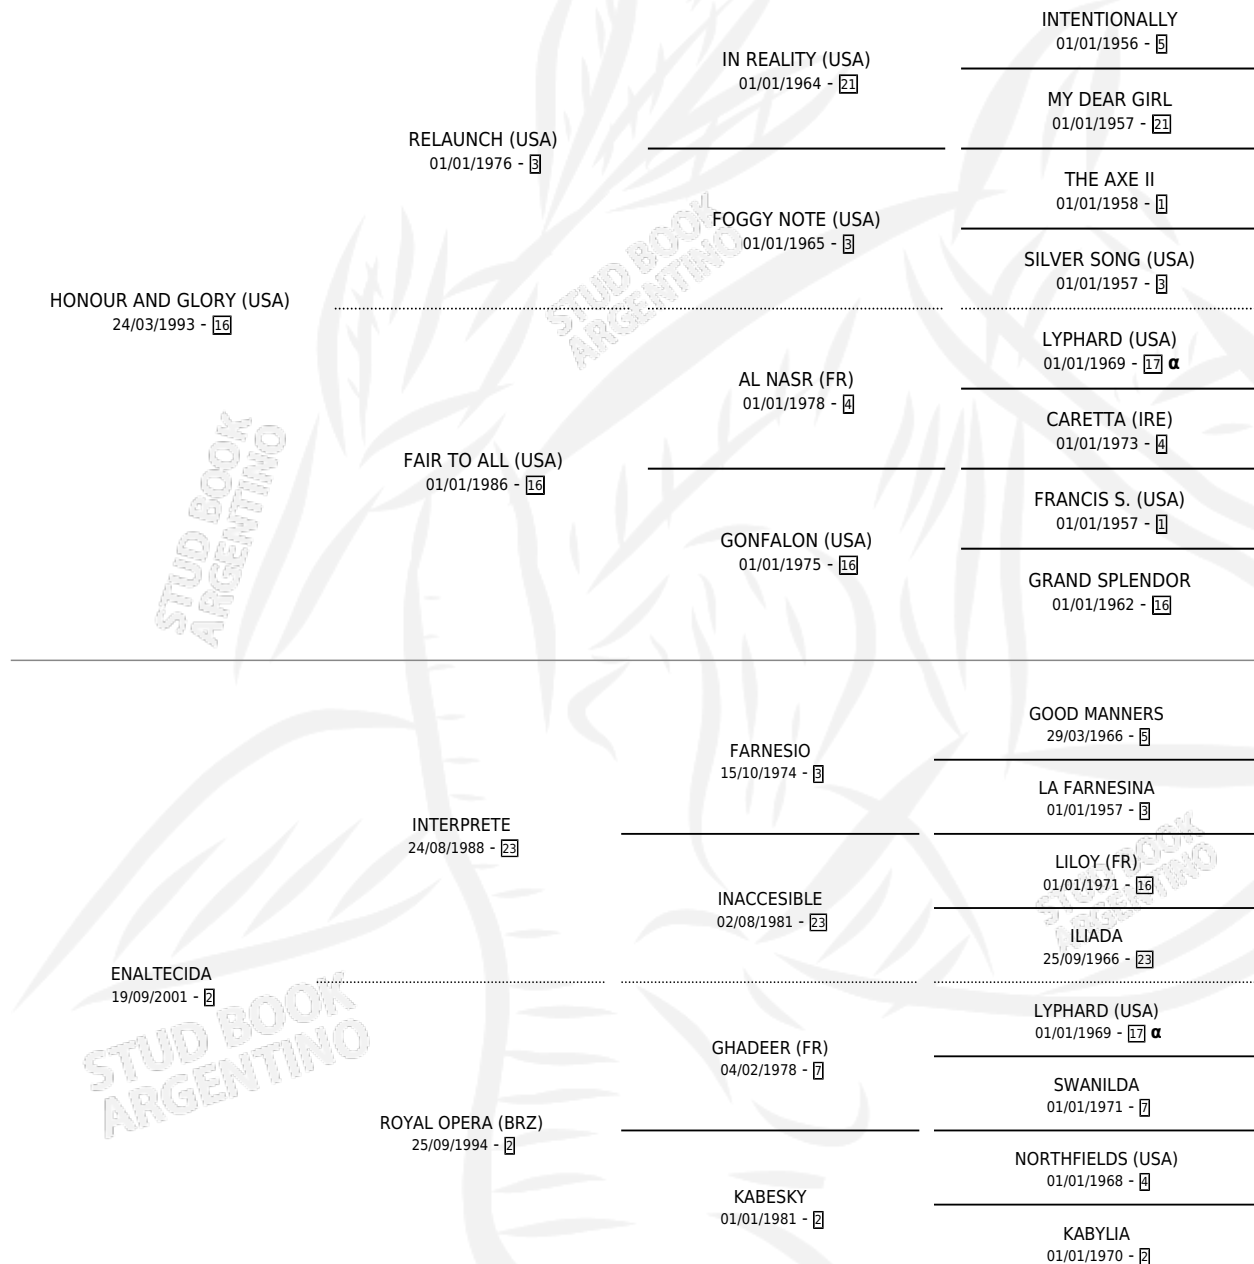 INTENTIONALLY
01/01/1956 - 5
IN REALITY (USA)
01/01/1964 - 21
MY DEAR GIRL
01/01/1957 - 21
RELAUNCH (USA)
01/01/1976 - 3
THE AXE II
01/01/1958 - 1
FOGGY NOTE (USA)
01/01/1965 - 3
SILVER SONG (USA)
01/01/1957 - 3
HONOUR AND GLORY (USA)
24/03/1993 - 16
LYPHARD (USA)
01/01/1969 - 17 α
AL NASR (FR)
01/01/1978 - 4
CARETTA (IRE)
01/01/1973 - 4
FAIR TO ALL (USA)
01/01/1986 - 16
FRANCIS S. (USA)
01/01/1957 - 1
GONFALON (USA)
01/01/1975 - 16
GRAND SPLENDOR
01/01/1962 - 16
GOOD MANNERS
29/03/1966 - 5
FARNESIO
15/10/1974 - 3
LA FARNESINA
01/01/1957 - 3
INTERPRETE
24/08/1988 - 23
LILOY (FR)
01/01/1971 - 16
INACCESIBLE
02/08/1981 - 23
ILIADA
25/09/1966 - 23
ENALTECIDA
19/09/2001 - 2
LYPHARD (USA)
01/01/1969 - 17 α
GHADEER (FR)
04/02/1978 - 7
SWANILDA
01/01/1971 - 7
ROYAL OPERA (BRZ)
25/09/1994 - 2
NORTHFIELDS (USA)
01/01/1968 - 4
KABESKY
01/01/1981 - 2
KABYLIA
01/01/1970 - 2
STUD BOOK
ARGENTINO
STUD BOOK
ARGENTINO
STUD BOOK
ARGENTINO
STUD BOOK
ARGENTINO